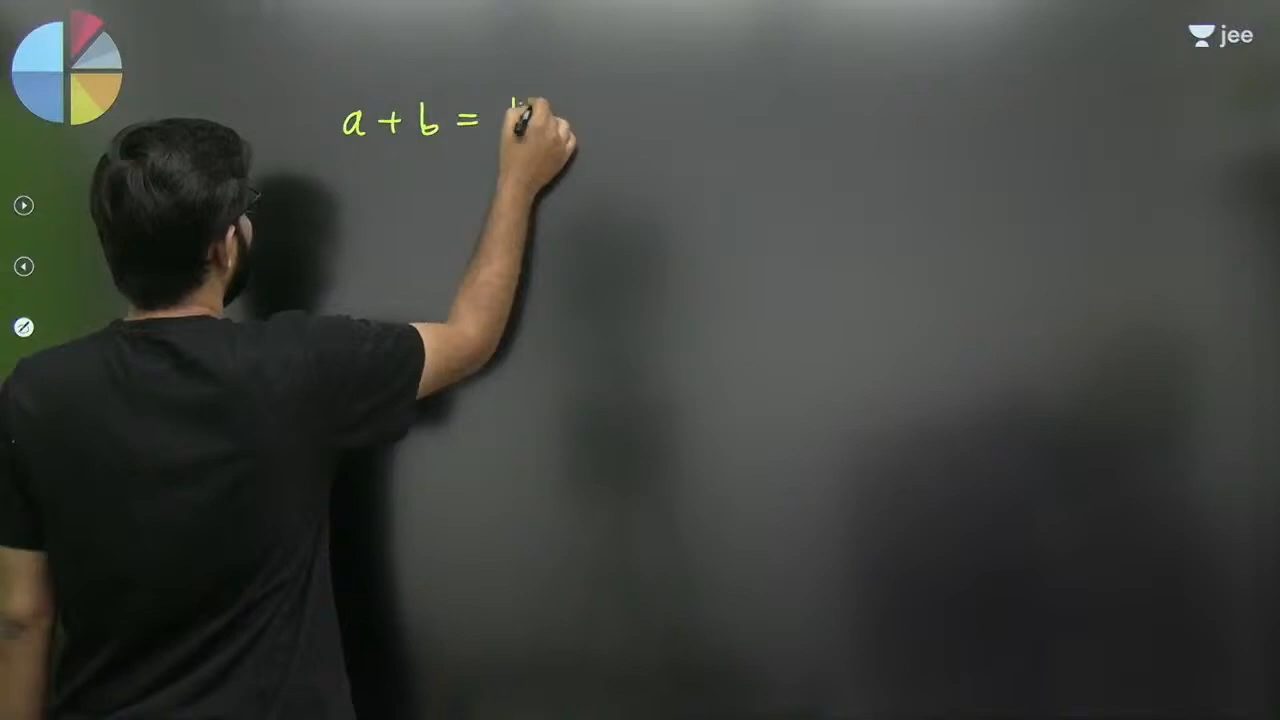 jee
a + b =